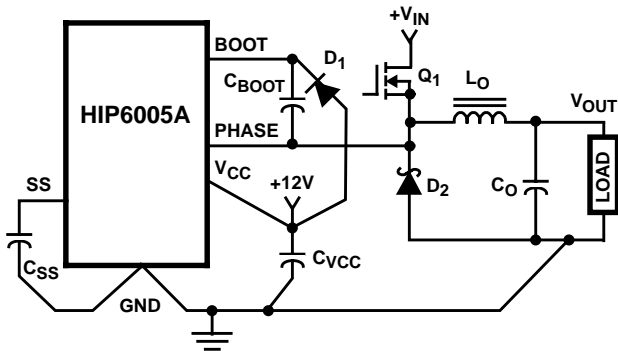 +VIN
BOOT
D1
CBOOT
Q1
LO
VOUT
HIP6005A
PHASE
VCC
+12V
SS
D2
CO
LOAD
CSS
CVCC
GND